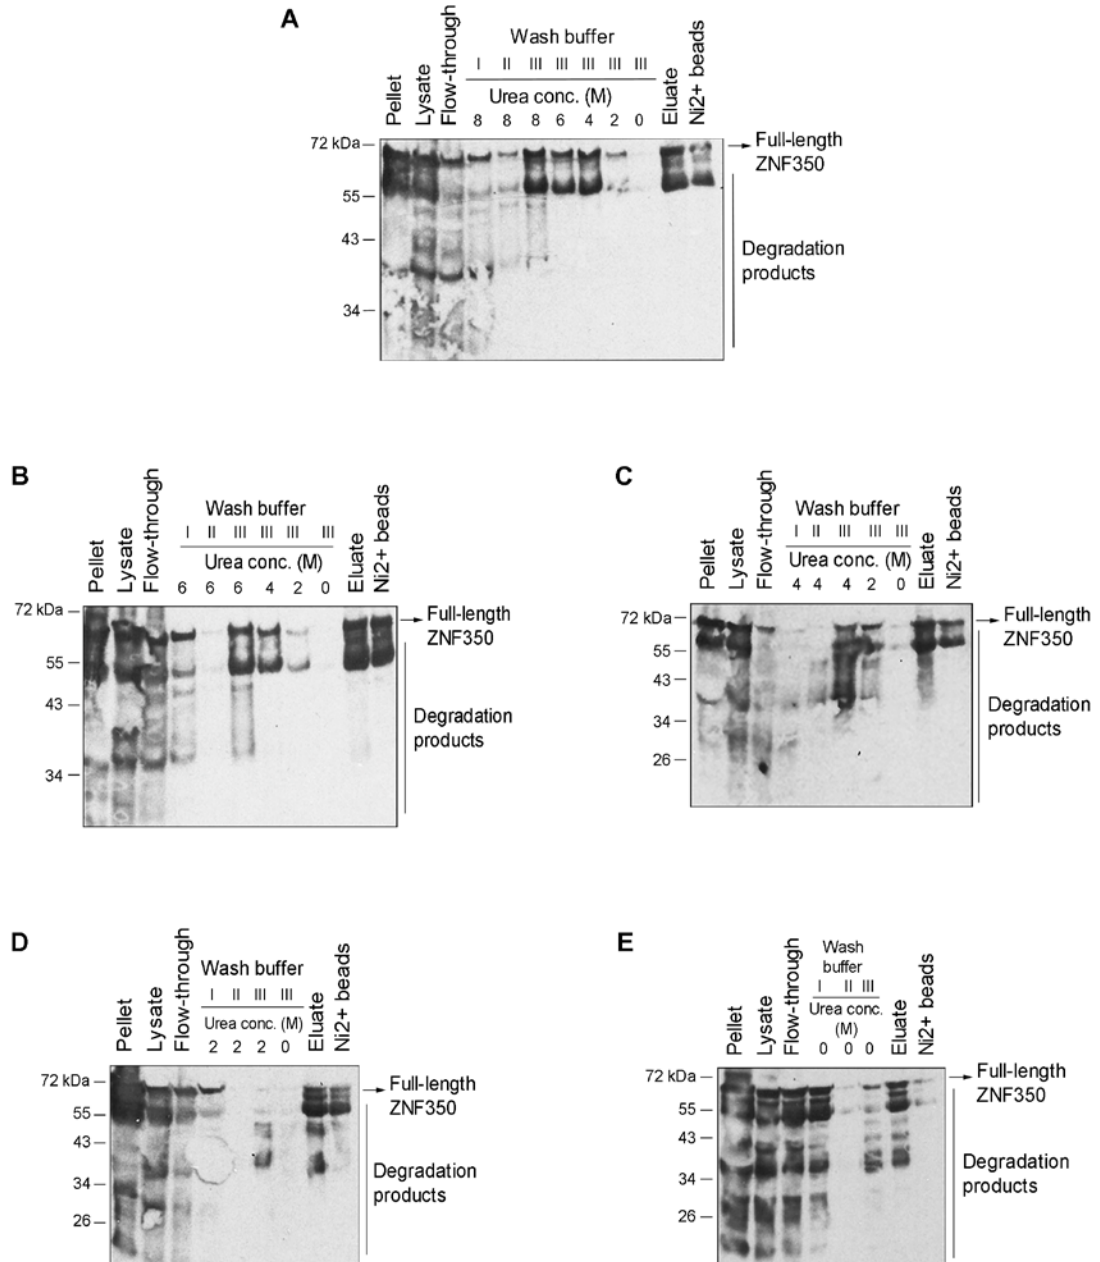 A
Wash buffer
I II III III III III III
Urea conc. (M)
8 8 8 6 4 2 0
Pellet
Lysate
Flow-through
Eluate
Ni2+ beads
72 kDa
55
43
34
Full-length
ZNF350
Degradation
products
B
Wash buffer
I II III III III III
Urea conc. (M)
6 6 6 4 2 0
Pellet
Lysate
Flow-through
Eluate
Ni2+ beads
72 kDa
55
43
34
Full-length
ZNF350
Degradation
products
C
Wash buffer
I II III III III
Urea conc. (M)
4 4 4 2 0
Pellet
Lysate
Flow-through
Eluate
Ni2+ beads
72 kDa
55
43
34
26
Full-length
ZNF350
Degradation
products
D
Wash buffer
I II III III
Urea conc. (M)
2 2 2 0
Pellet
Lysate
Flow-through
Eluate
Ni2+ beads
72 kDa
55
43
34
26
Full-length
ZNF350
Degradation
products
E
Wash
buffer
I II III
Urea conc.
(M)
0 0 0
Pellet
Lysate
Flow-through
Eluate
Ni2+ beads
72 kDa
55
43
34
26
Full-length
ZNF350
Degradation
products